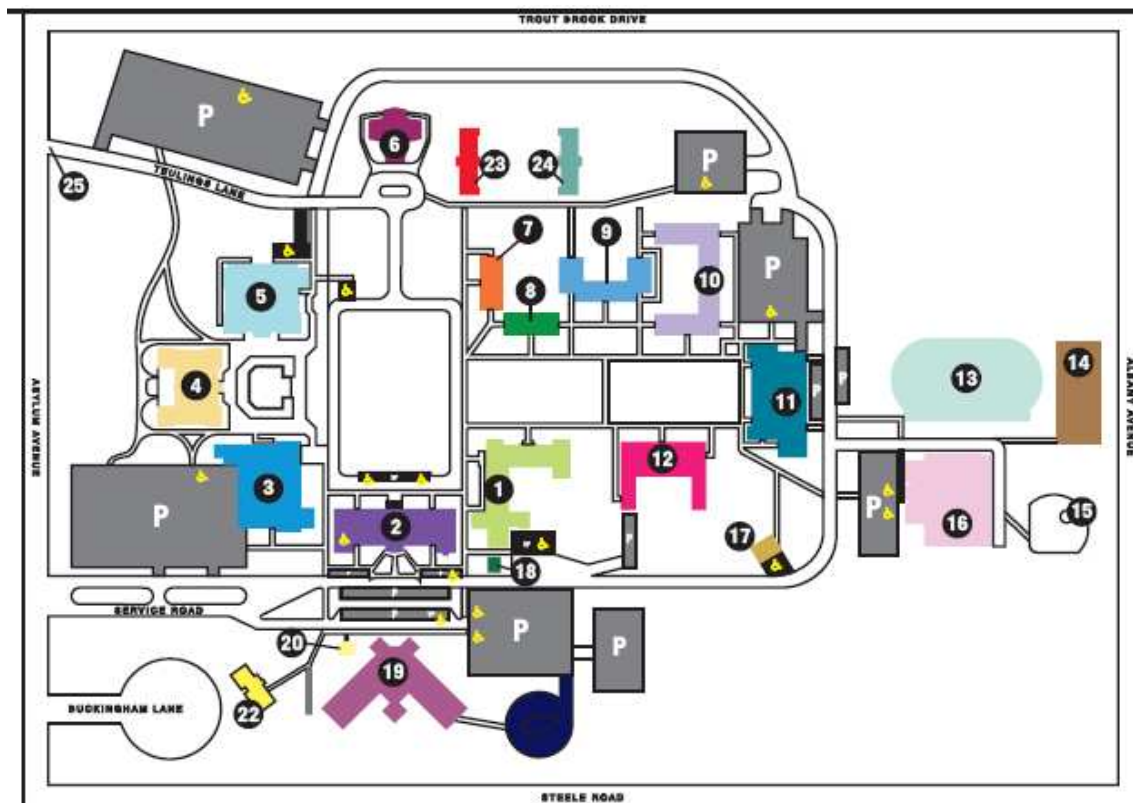 TROUT BROOK DRIVE
P
6
23
24
P
25
TEULINGS LANE
7
9
10
P
8
5
4
11
P
P
13
14
ASYLUM AVENUE
ALBANY AVENUE
3
1
12
P
2
P
16
15
17
18
SERVICE ROAD
P
P
P
P
20
19
22
BUCKINGHAM LANE
STEELE ROAD